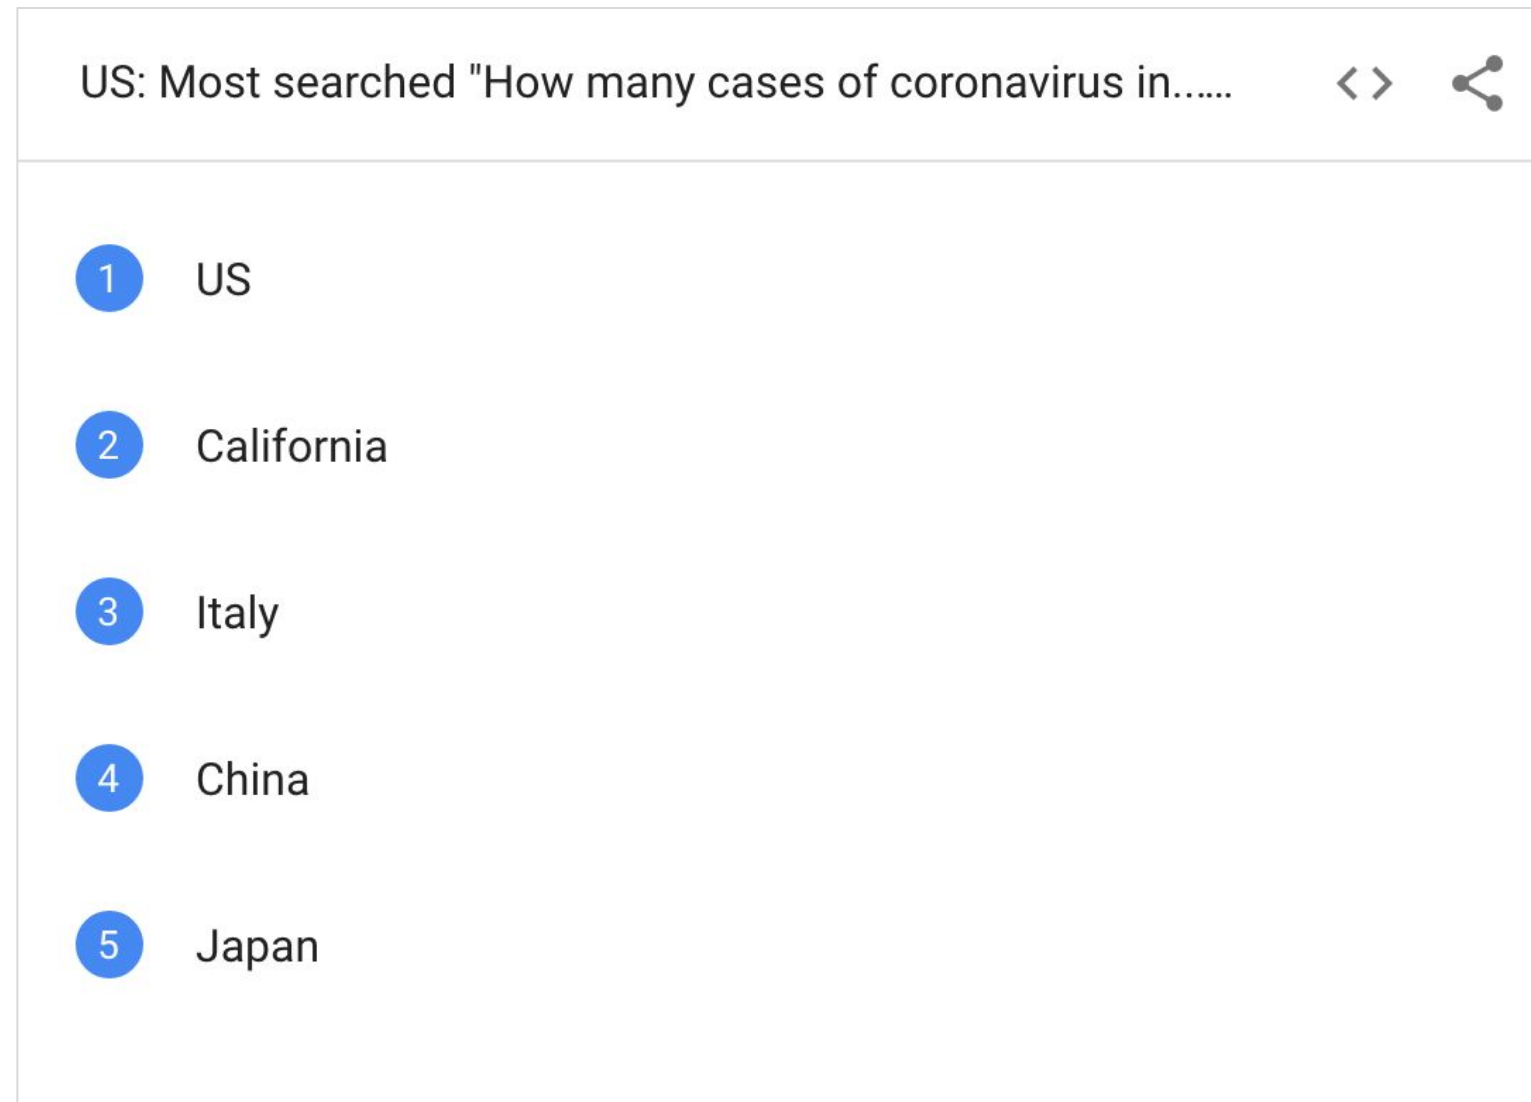 US: Most searched "How many cases of coronavirus in......
1 US
2 California
3 Italy
4 China
5 Japan